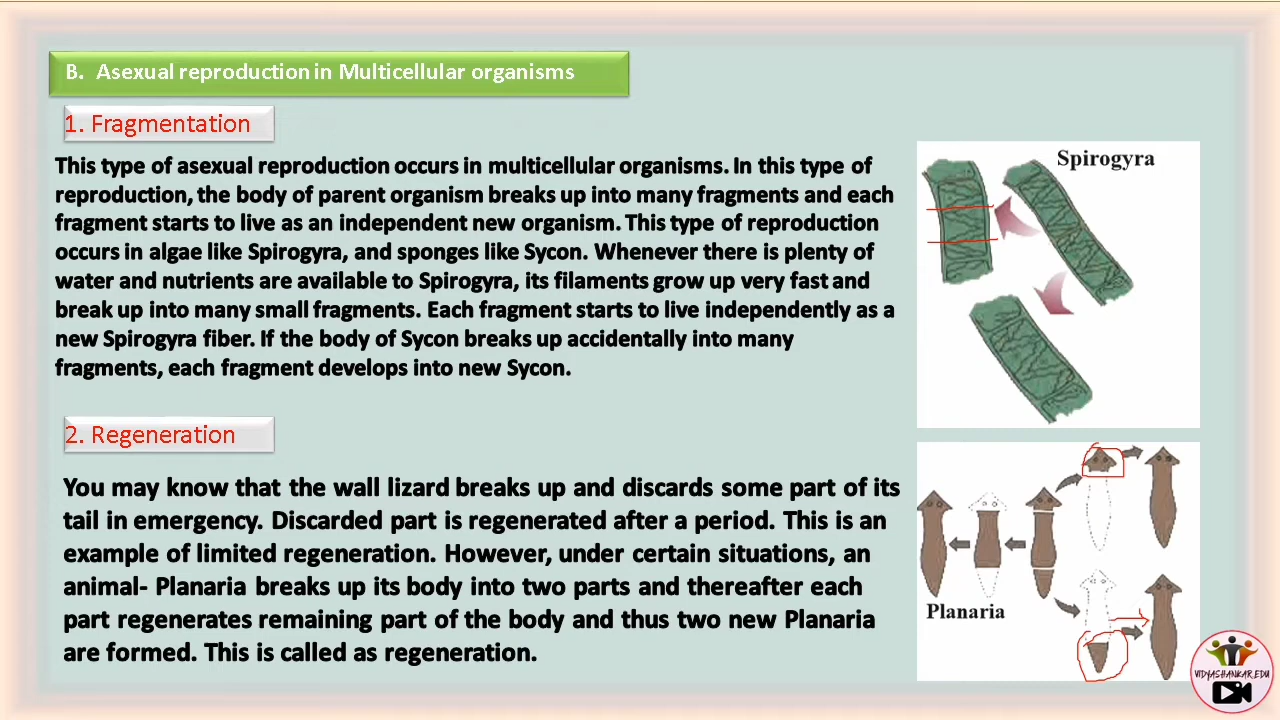 B. Asexual reproduction in Multicellular organisms
1. Fragmentation
This type of asexual reproduction occurs in multicellular organisms. In this type of
reproduction, the body of parent organism breaks up into many fragments and each
fragment starts to live as an independent new organism. This type of reproduction
occurs in algae like Spirogyra, and sponges like Sycon. Whenever there is plenty of
water and nutrients are available to Spirogyra, its filaments grow up very fast and
break up into many small fragments. Each fragment starts to live independently as a
new Spirogyra fiber. If the body of Sycon breaks up accidentally into many
fragments, each fragment develops into new Sycon.
Spirogyra
2. Regeneration
You may know that the wall lizard breaks up and discards some part of its
tail in emergency. Discarded part is regenerated after a period. This is an
example of limited regeneration. However, under certain situations, an
animal- Planaria breaks up its body into two parts and thereafter each
part regenerates remaining part of the body and thus two new Planaria
are formed. This is called as regeneration.
Planaria
VIDYASHANKAR.EDU